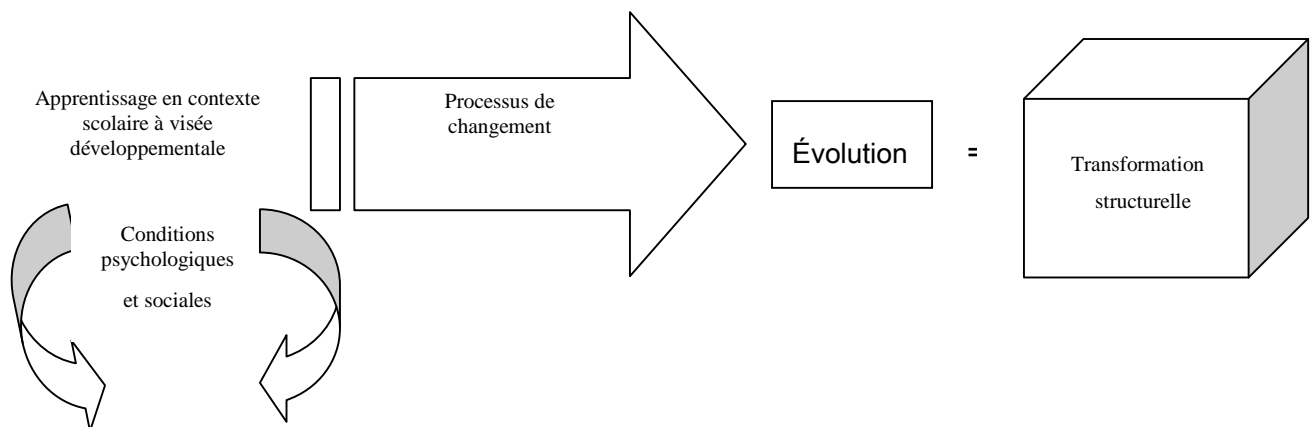 Apprentissage en contexte
scolaire à visée
développementale
Conditions
psychologiques
et sociales
Processus de
changement
Évolution
=
Transformation
structurelle